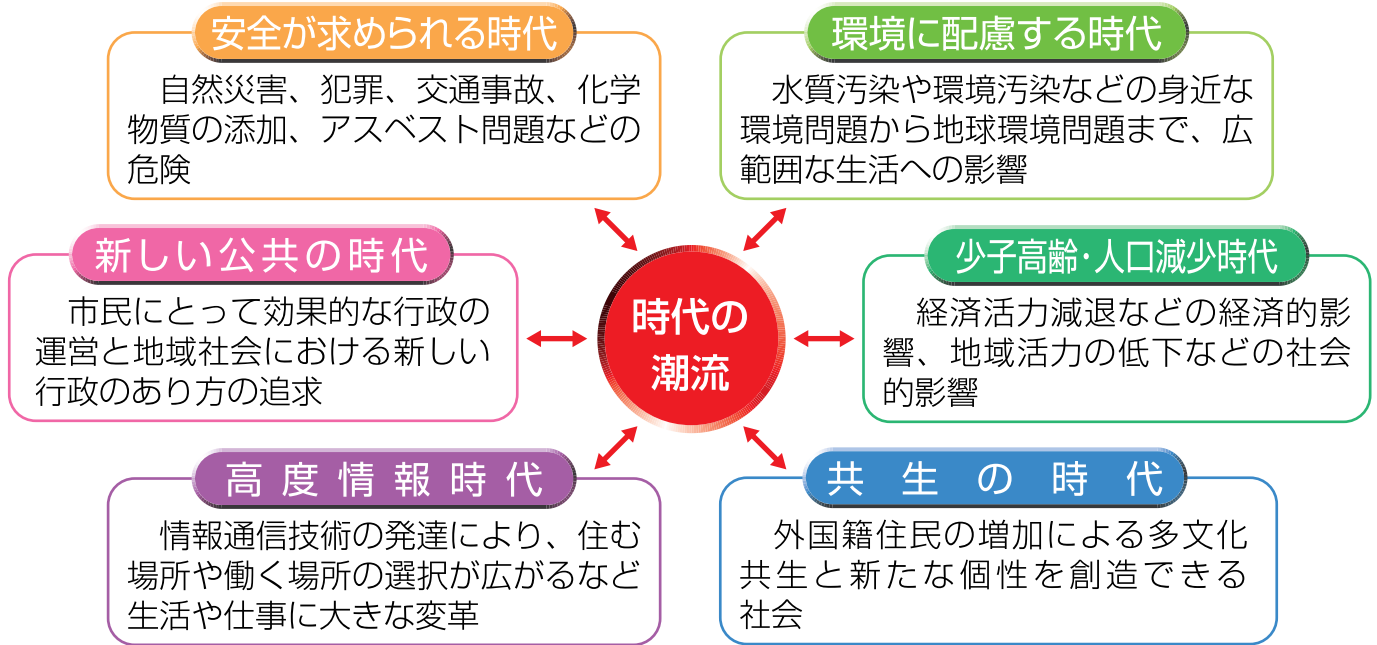 安全が求められる時代
自然災害、犯罪、交通事故、化学
物質の添加、アスベスト問題などの
危険
環境に配慮する時代
水質汚染や環境汚染などの身近な
環境問題から地球環境問題まで、広
範囲な生活への影響
新しい公共の時代
市民にとって効果的な行政の
運営と地域社会における新しい
行政のあり方の追求
時代の
潮流
少子高齢・人口減少時代
経済活力減退などの経済的影
響、地域活力の低下などの社会
的影響
高度情報時代
情報通信技術の発達により、住む
場所や働く場所の選択が広がるなど
生活や仕事に大きな変革
共生の時代
外国籍住民の増加による多文化
共生と新たな個性を創造できる
社会